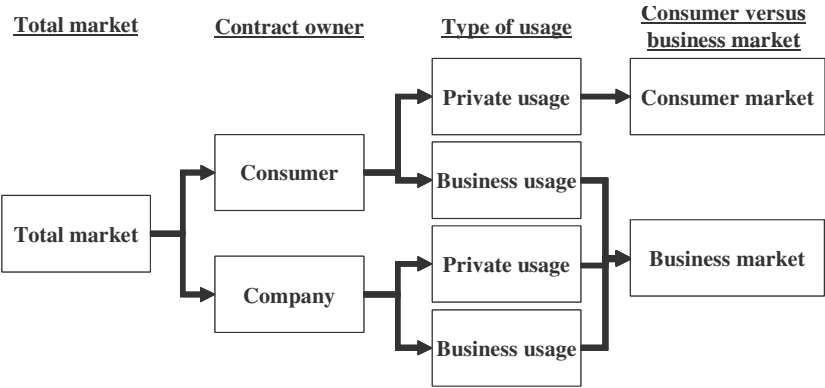 Total market
Contract owner
Type of usage
Consumer versus
business market
Private usage
Consumer market
Consumer
Business usage
Total market
Private usage
Business market
Company
Business usage